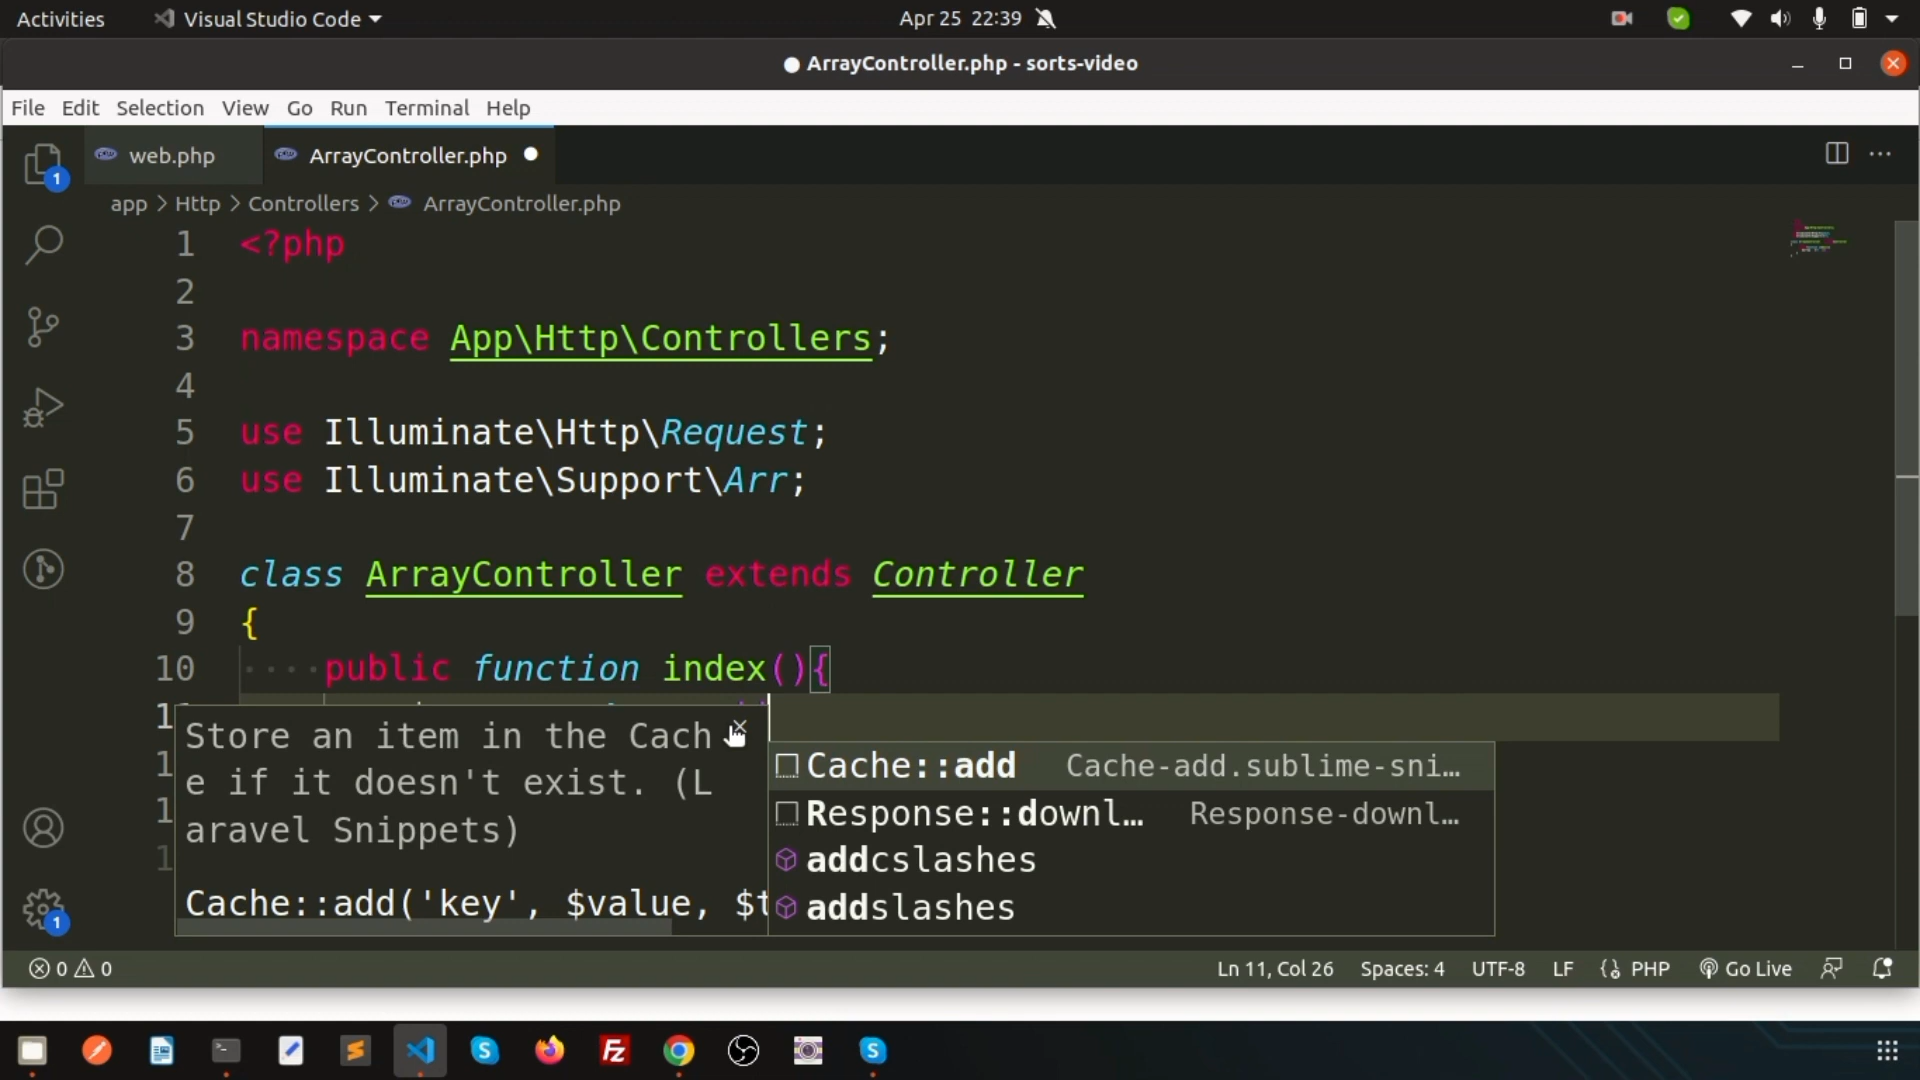 Activities
Visual Studio Code
Apr 25 22:39
ArrayController.php - sorts-video
File Edit Selection View Go Run Terminal Help
1
web.php
ArrayController.php
app > Http > Controllers > ArrayController.php
1 <?php
2
3 namespace App\Http\Controllers;
4
5 use Illuminate\Http\Request;
6 use Illuminate\Support\Arr;
7
8 class ArrayController extends Controller
9 {
10 ····public function index(){
Store an item in the Cach
e if it doesn't exist. (L
aravel Snippets)
Cache::add('key', $value, $t
Cache::add Cache-add.sublime-sni…
Response::downl… Response-downl…
addcslashes
addslashes
1
0 0
Ln 11, Col 26 Spaces: 4 UTF-8 LF PHP Go Live